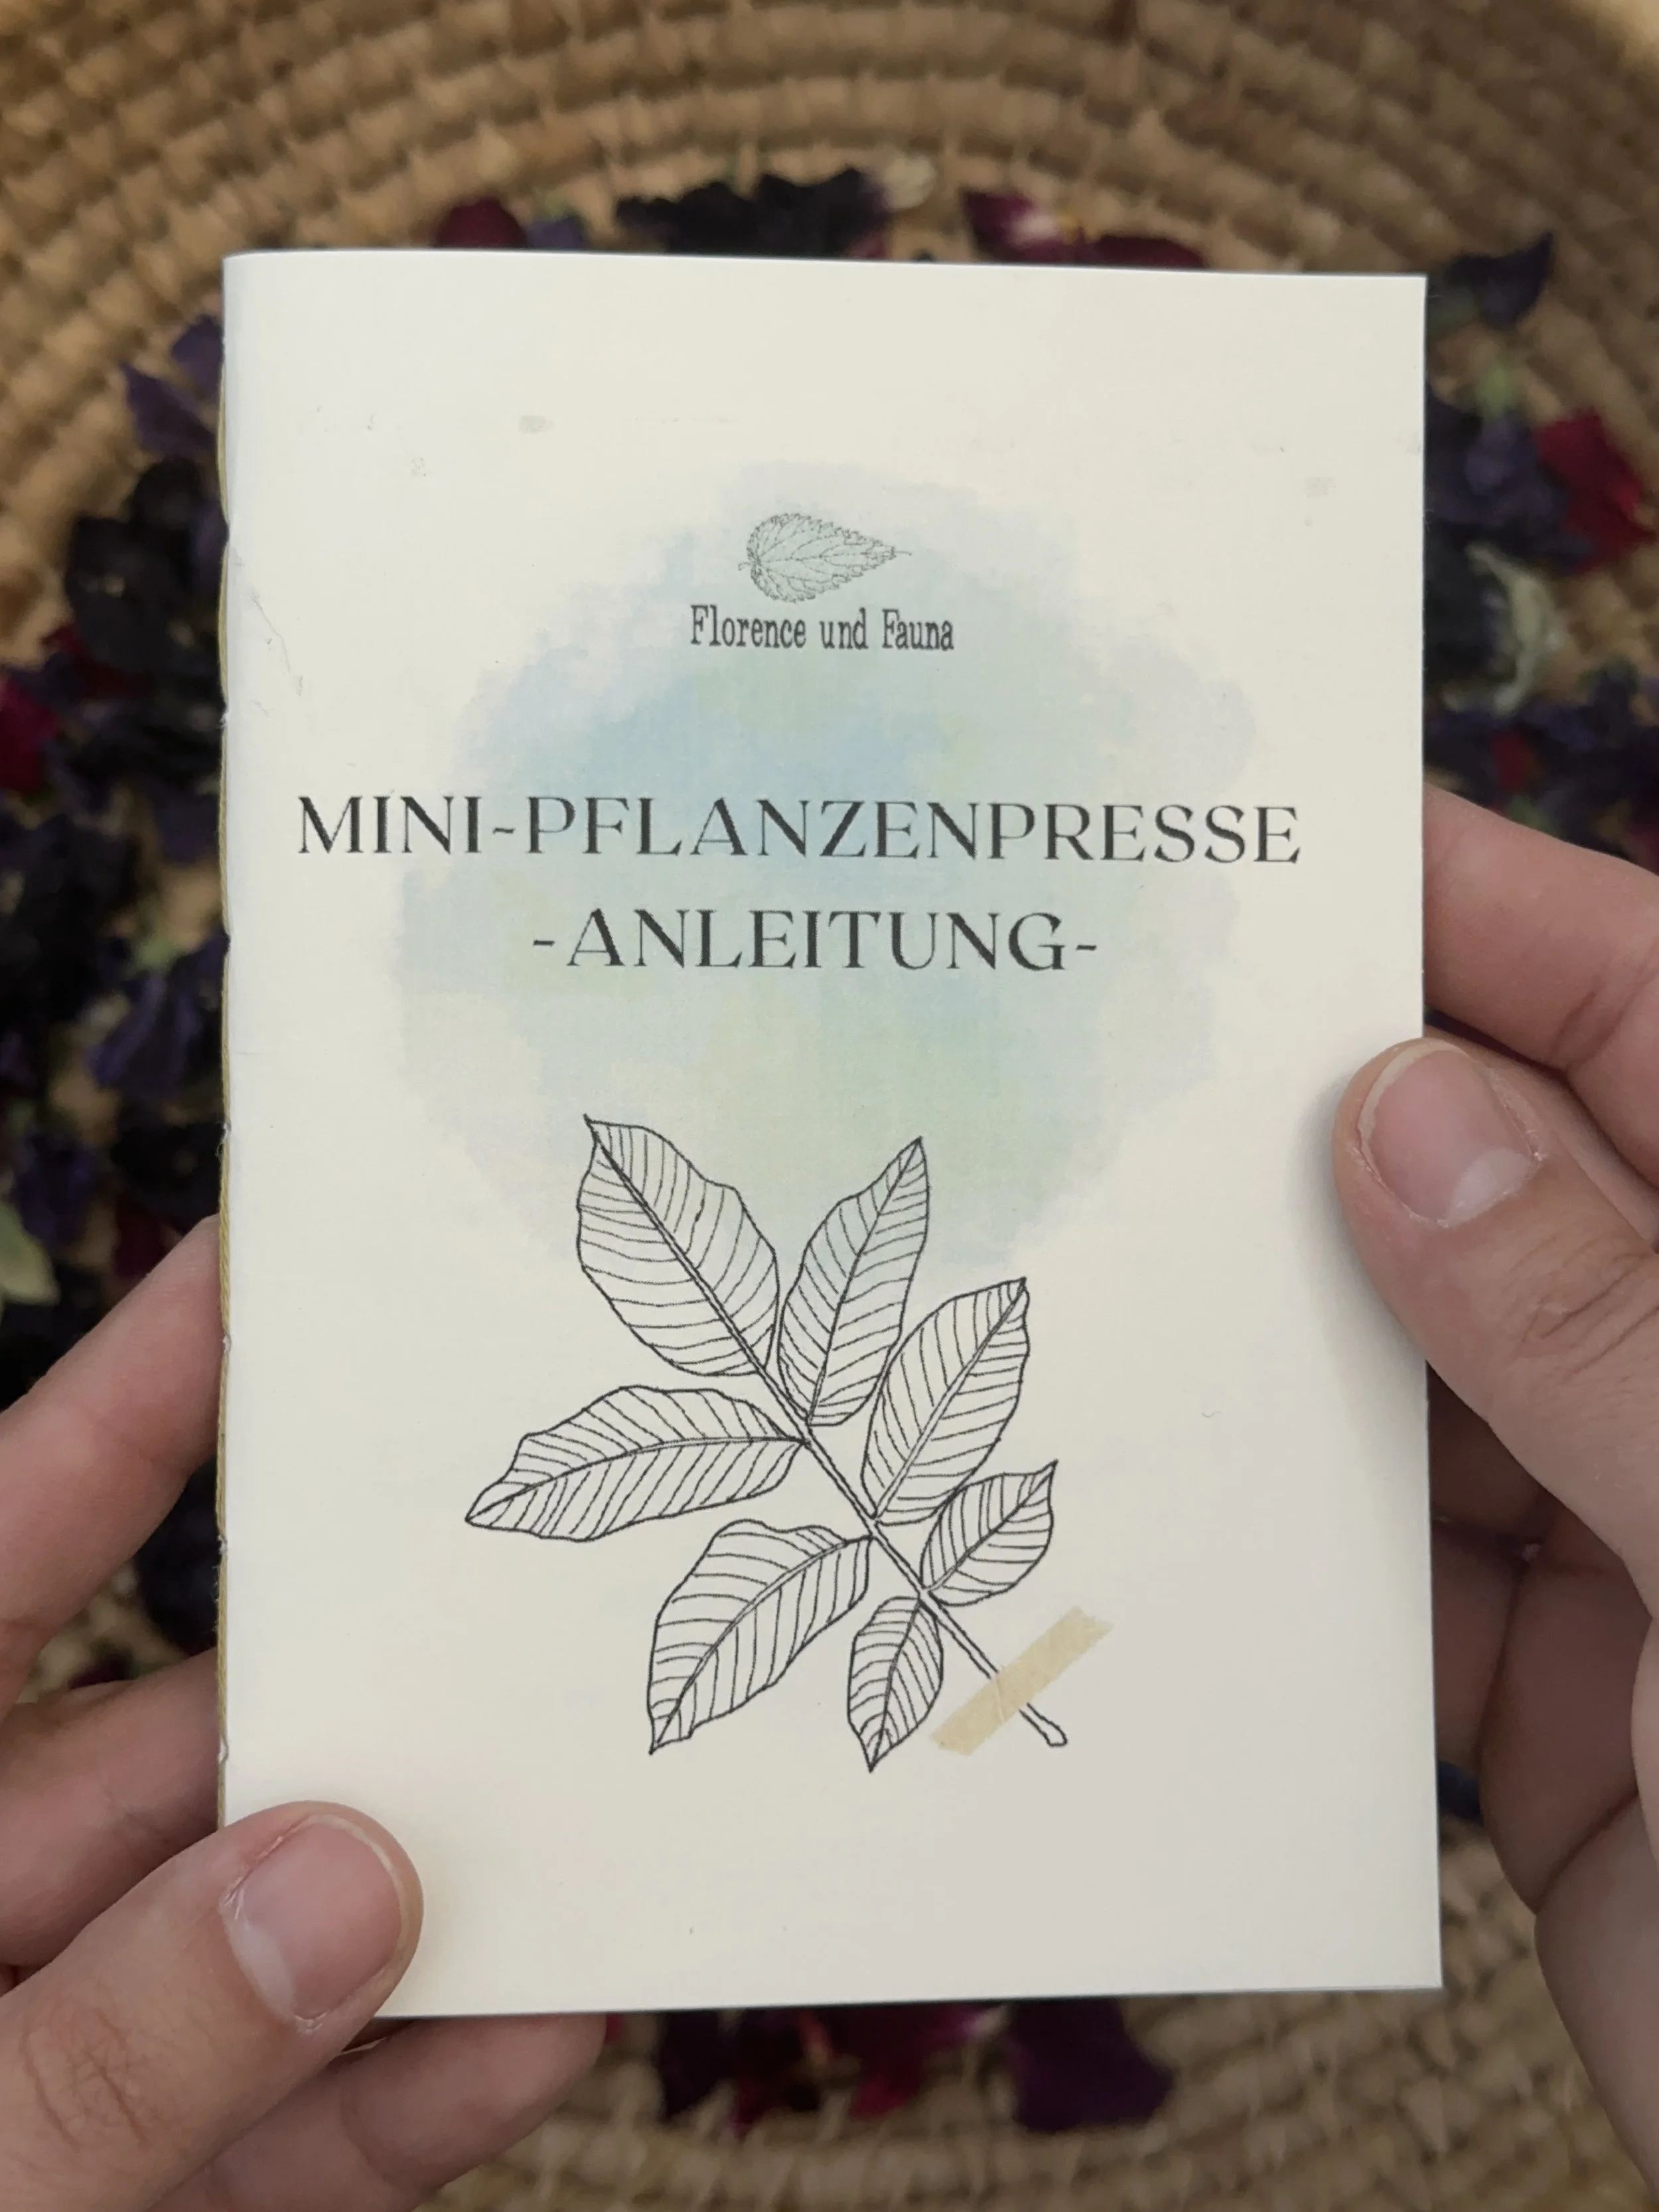 Florence und Fauna
MINI-PFLANZENPRESSE
-ANLEITUNG-